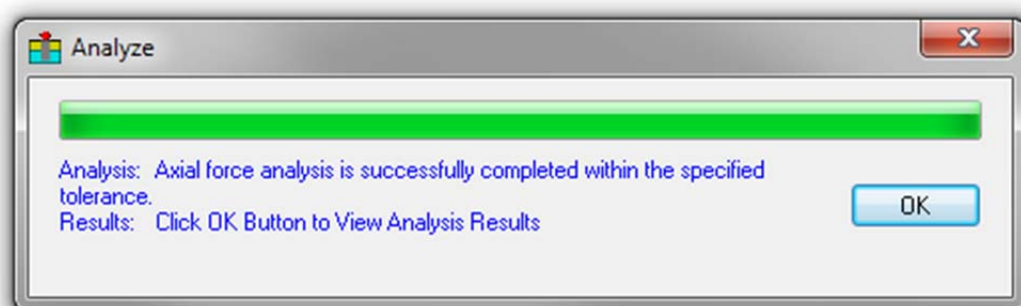 Analyze
Analysis: Axial force analysis is successfully completed within the specified
tolerance.
Results: Click OK Button to View Analysis Results
OK